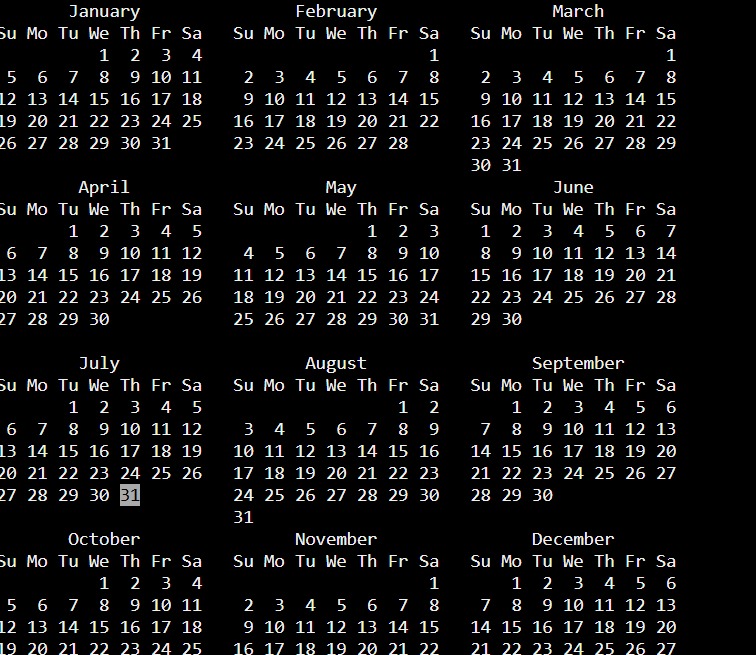 January               February                 March
Su Mo Tu We Th Fr Sa   Su Mo Tu We Th Fr Sa   Su Mo Tu We Th Fr Sa
          1  2  3  4                      1                      1
 5  6  7  8  9 10 11    2  3  4  5  6  7  8    2  3  4  5  6  7  8
12 13 14 15 16 17 18    9 10 11 12 13 14 15    9 10 11 12 13 14 15
19 20 21 22 23 24 25   16 17 18 19 20 21 22   16 17 18 19 20 21 22
26 27 28 29 30 31      23 24 25 26 27 28      23 24 25 26 27 28 29
                                              30 31
        April                   May                    June
Su Mo Tu We Th Fr Sa   Su Mo Tu We Th Fr Sa   Su Mo Tu We Th Fr Sa
       1  2  3  4  5                1  2  3    1  2  3  4  5  6  7
 6  7  8  9 10 11 12    4  5  6  7  8  9 10    8  9 10 11 12 13 14
13 14 15 16 17 18 19   11 12 13 14 15 16 17   15 16 17 18 19 20 21
20 21 22 23 24 25 26   18 19 20 21 22 23 24   22 23 24 25 26 27 28
27 28 29 30            25 26 27 28 29 30 31   29 30
        July                  August                September
Su Mo Tu We Th Fr Sa   Su Mo Tu We Th Fr Sa   Su Mo Tu We Th Fr Sa
       1  2  3  4  5                   1  2       1  2  3  4  5  6
 6  7  8  9 10 11 12    3  4  5  6  7  8  9    7  8  9 10 11 12 13
13 14 15 16 17 18 19   10 11 12 13 14 15 16   14 15 16 17 18 19 20
20 21 22 23 24 25 26   17 18 19 20 21 22 23   21 22 23 24 25 26 27
27 28 29 30 31         24 25 26 27 28 29 30   28 29 30
                       31
       October               November               December
Su Mo Tu We Th Fr Sa   Su Mo Tu We Th Fr Sa   Su Mo Tu We Th Fr Sa
          1  2  3  4                      1       1  2  3  4  5  6
 5  6  7  8  9 10 11    2  3  4  5  6  7  8    7  8  9 10 11 12 13
12 13 14 15 16 17 18    9 10 11 12 13 14 15   14 15 16 17 18 19 20
19 20 21 22 23 24 25   16 17 18 19 20 21 22   21 22 23 24 25 26 27